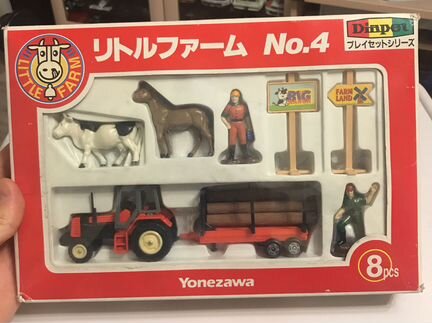 LITTLE FARM
リトルファーム No.4
Dinpet
プレイセットシリーズ
BIG
FARM LAND
Yonezawa
8pcs